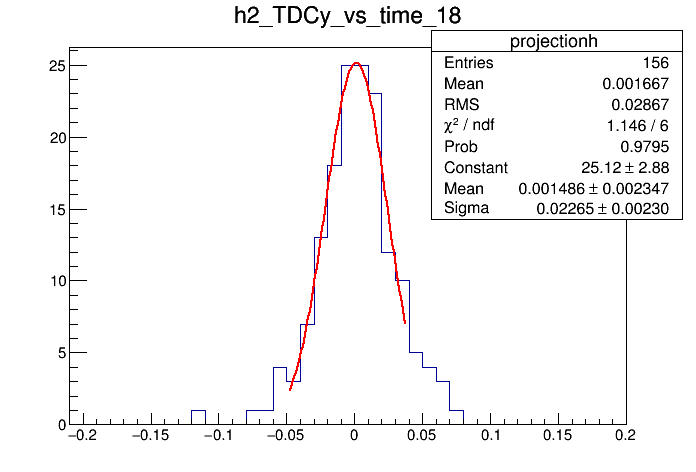 h2_TDCy_vs_time_18
projectionh
Entries 156
Mean 0.001667
RMS 0.02867
χ² / ndf 1.146 / 6
Prob 0.9795
Constant 25.12 ± 2.88
Mean 0.001486 ± 0.002347
Sigma 0.02265 ± 0.00230
25
20
15
10
5
0
−0.2 −0.15 −0.1 −0.05 0 0.05 0.1 0.15 0.2